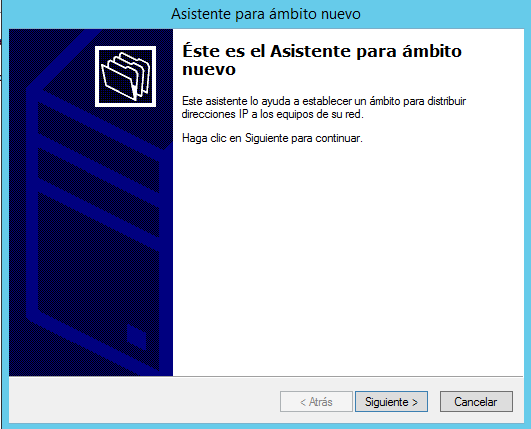 Asistente para ámbito nuevo
Éste es el Asistente para ámbito
nuevo
Este asistente lo ayuda a establecer un ámbito para distribuir
direcciones IP a los equipos de su red.
Haga clic en Siguiente para continuar.
< Atrás
Siguiente >
Cancelar